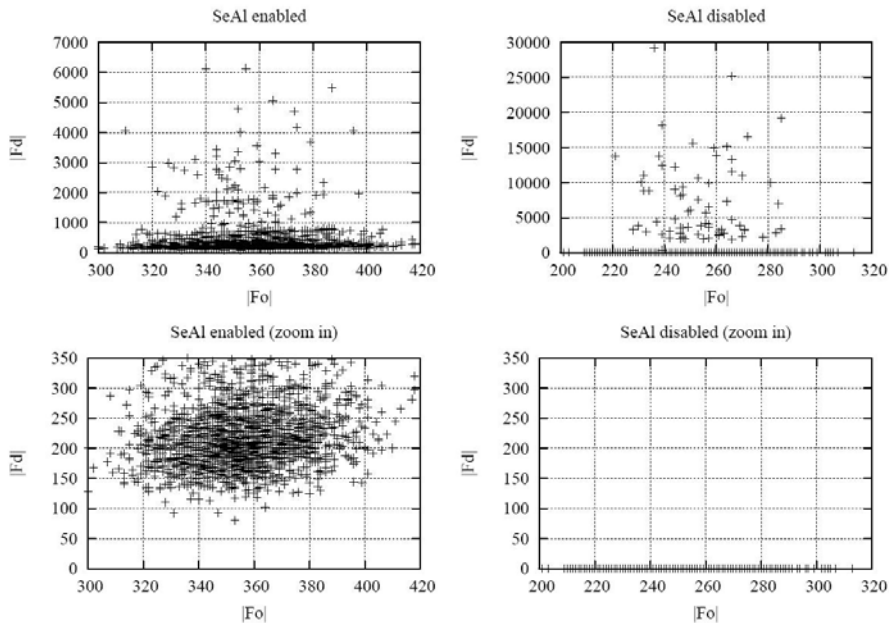 SeAl enabled
7000
6000
5000
4000
3000
2000
1000
0
|Fd|
300 320 340 360 380 400 420
|Fo|
SeAl disabled
30000
25000
20000
15000
10000
5000
0
|Fd|
200 220 240 260 280 300 320
|Fo|
SeAl enabled (zoom in)
350
300
250
200
150
100
50
0
|Fd|
300 320 340 360 380 400 420
|Fo|
SeAl disabled (zoom in)
350
300
250
200
150
100
50
0
|Fd|
200 220 240 260 280 300 320
|Fo|